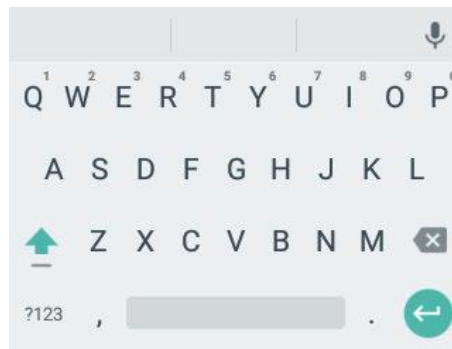 1 2 3 4 5 6 7 8 9
Q W E R T Y U I O P
A S D F G H J K L
Z X C V B N M
?123 , .